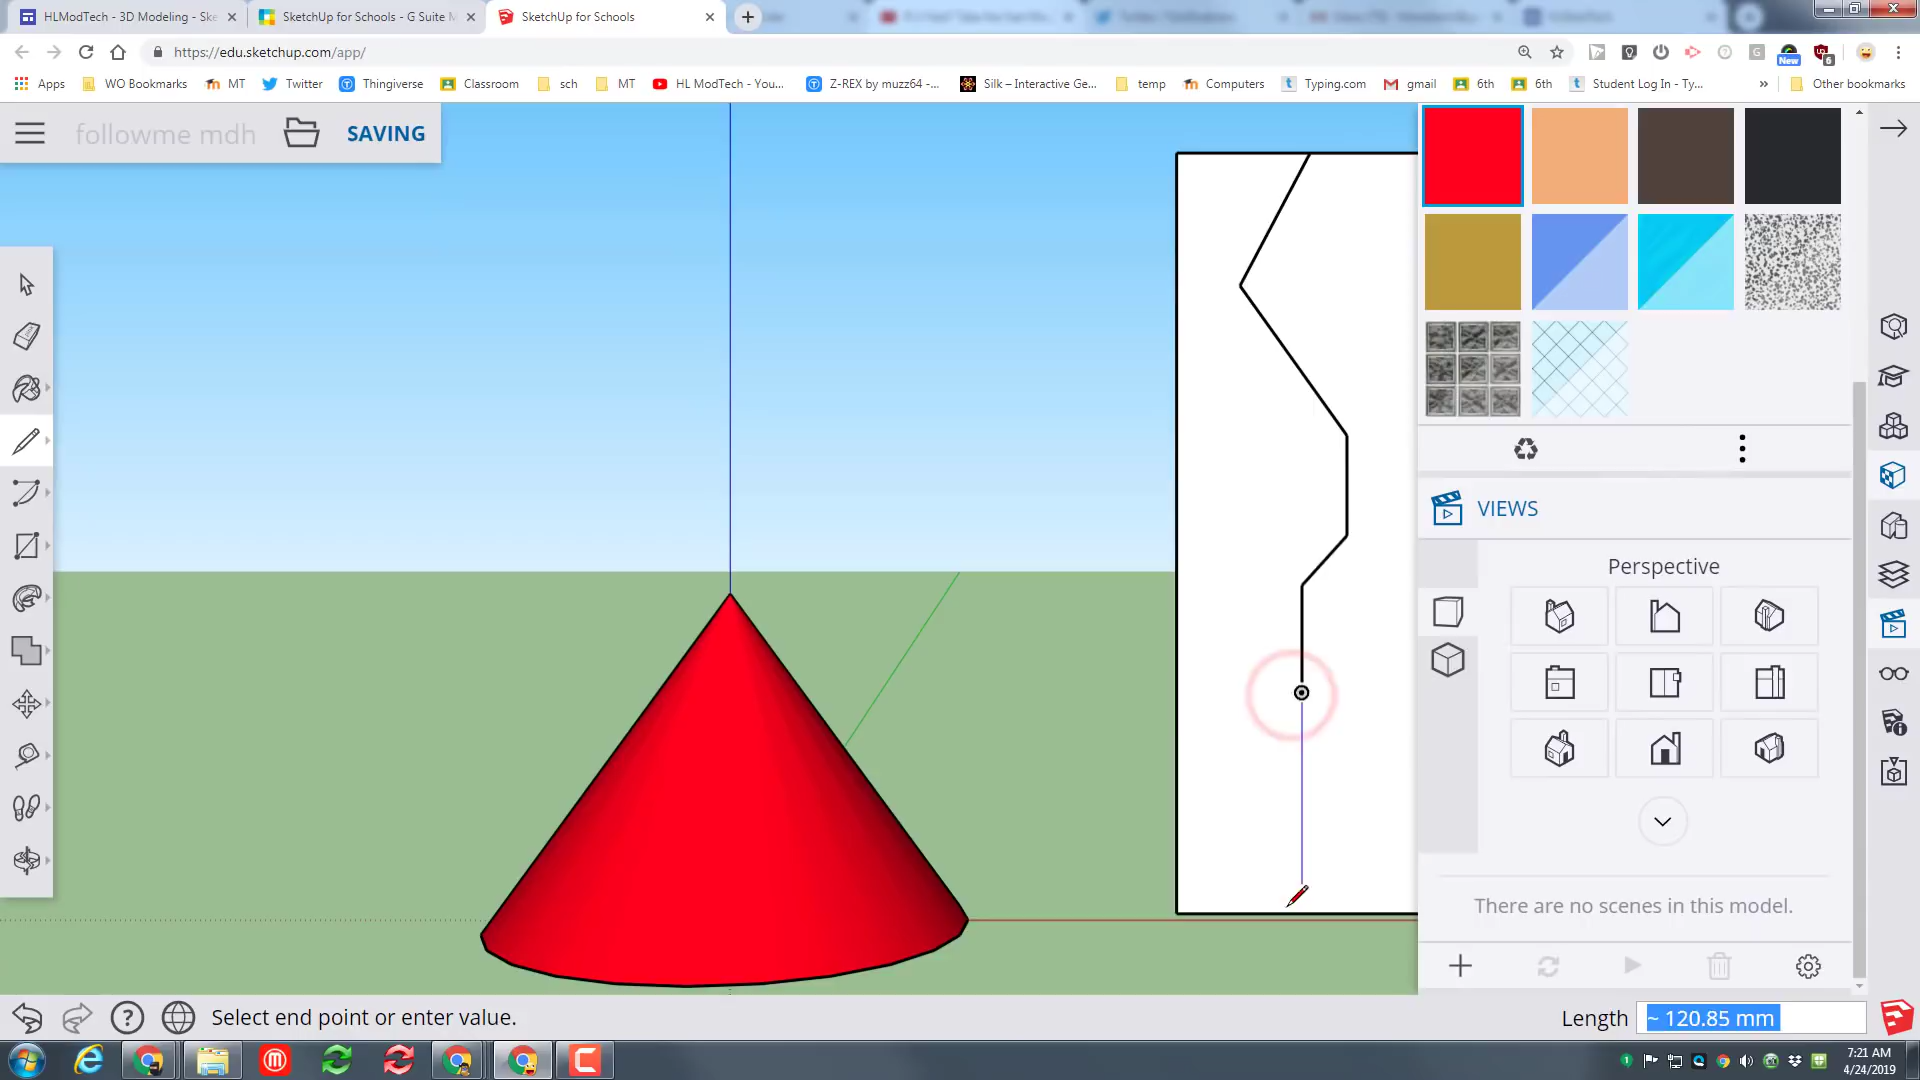 HLModTech - 3D Modeling - Ske
SketchUp for Schools - G Suite M
SketchUp for Schools
https://edu.sketchup.com/app/
New
6
Apps
WO Bookmarks
MT
Twitter
Thingiverse
Classroom
sch
MT
HL ModTech - You...
Z-REX by muzz64 -...
Silk – Interactive Ge...
temp
Computers
Typing.com
gmail
6th
6th
Student Log In - Ty...
»
Other bookmarks
followme mdh
SAVING
VIEWS
Perspective
There are no scenes in this model.
Select end point or enter value.
Length
~ 120.85 mm
7:21 AM
4/24/2019